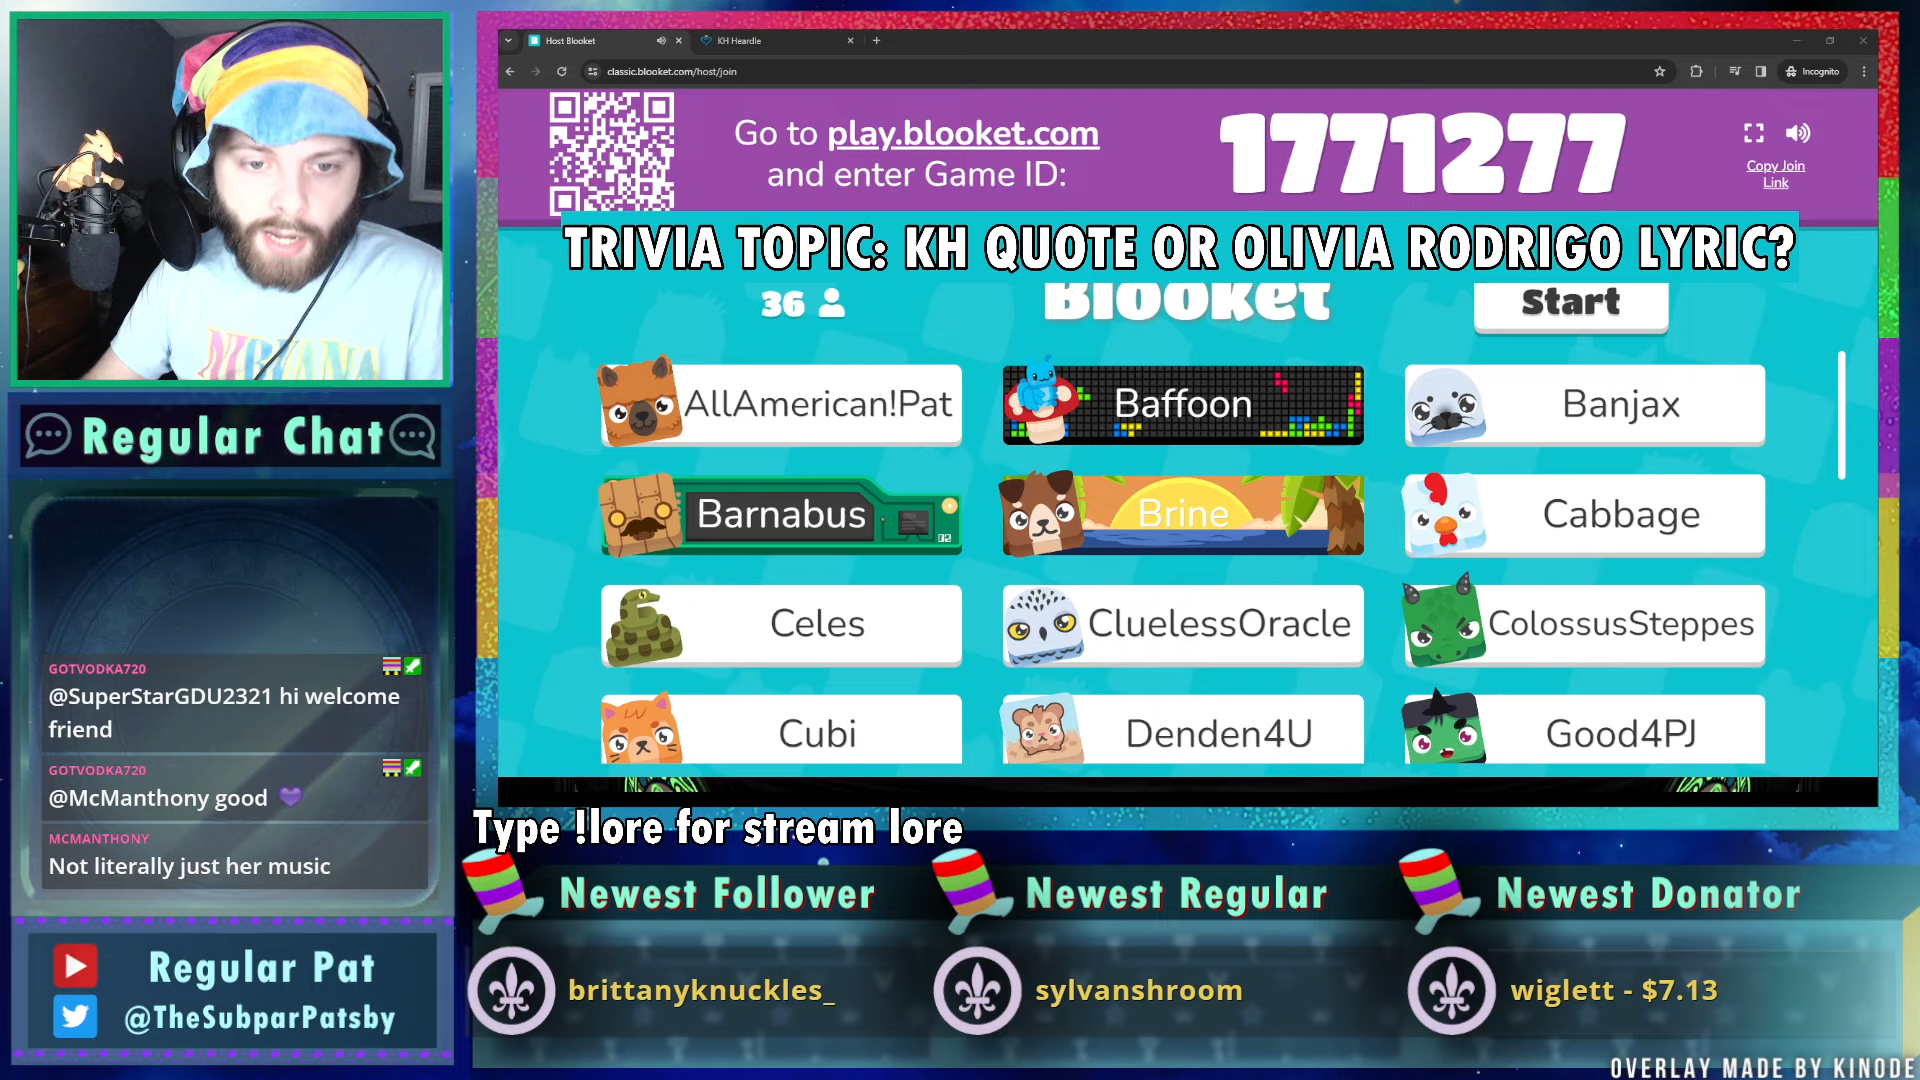 Host Blooket
KH Heardle
classic.blooket.com/host/join
Incognito
Go to play.blooket.com
and enter Game ID:
1771277
Copy Join
Link
TRIVIA TOPIC: KH QUOTE OR OLIVIA RODRIGO LYRIC?
36
Blooket
Start
AllAmerican!Pat
Baffoon
Banjax
Barnabus
Brine
Cabbage
Celes
CluelessOracle
ColossusSteppes
Cubi
Denden4U
Good4PJ
NIRVANA
Regular Chat
GOTVODKA720
@SuperStarGDU2321 hi welcome
friend
GOTVODKA720
@McManthony good
MCMANTHONY
Not literally just her music
Regular Pat
@TheSubparPatsby
Type !lore for stream lore
Newest Follower
brittanyknuckles_
Newest Regular
sylvanshroom
Newest Donator
wiglett - $7.13
OVERLAY MADE BY KINODE